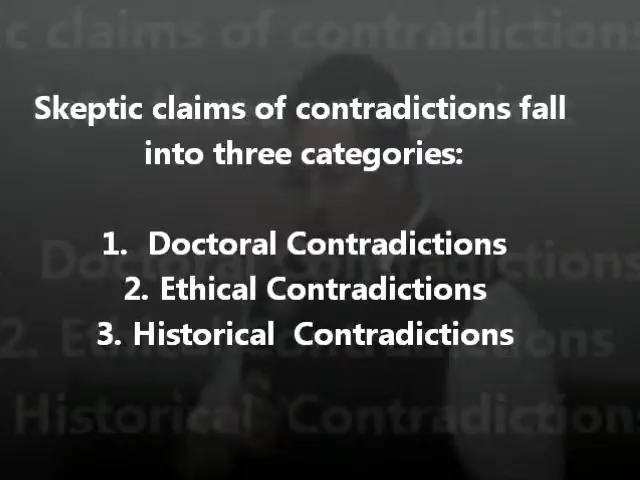 Skeptic claims of contradictions fall
into three categories:
1. Doctoral Contradictions
2. Ethical Contradictions
3. Historical Contradictions